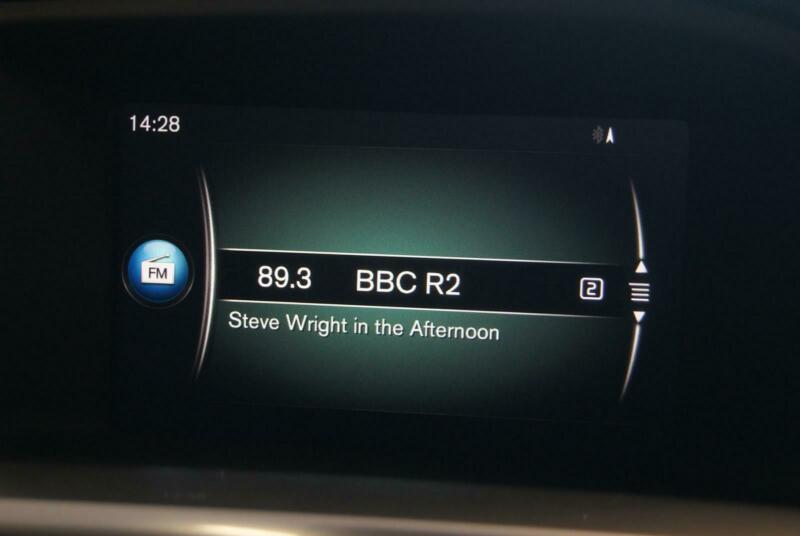 14:28
FM
89.3 BBC R2 2
Steve Wright in the Afternoon